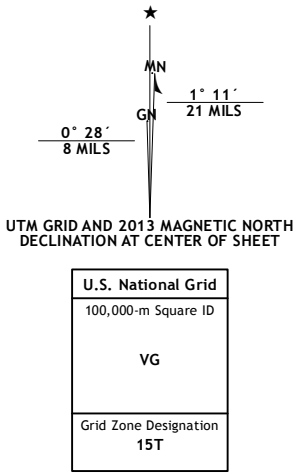 ★
MN
1° 11´
21 MILS
GN
0° 28´
8 MILS
UTM GRID AND 2013 MAGNETIC NORTH
DECLINATION AT CENTER OF SHEET
U.S. National Grid
100,000-m Square ID
VG
Grid Zone Designation
15T